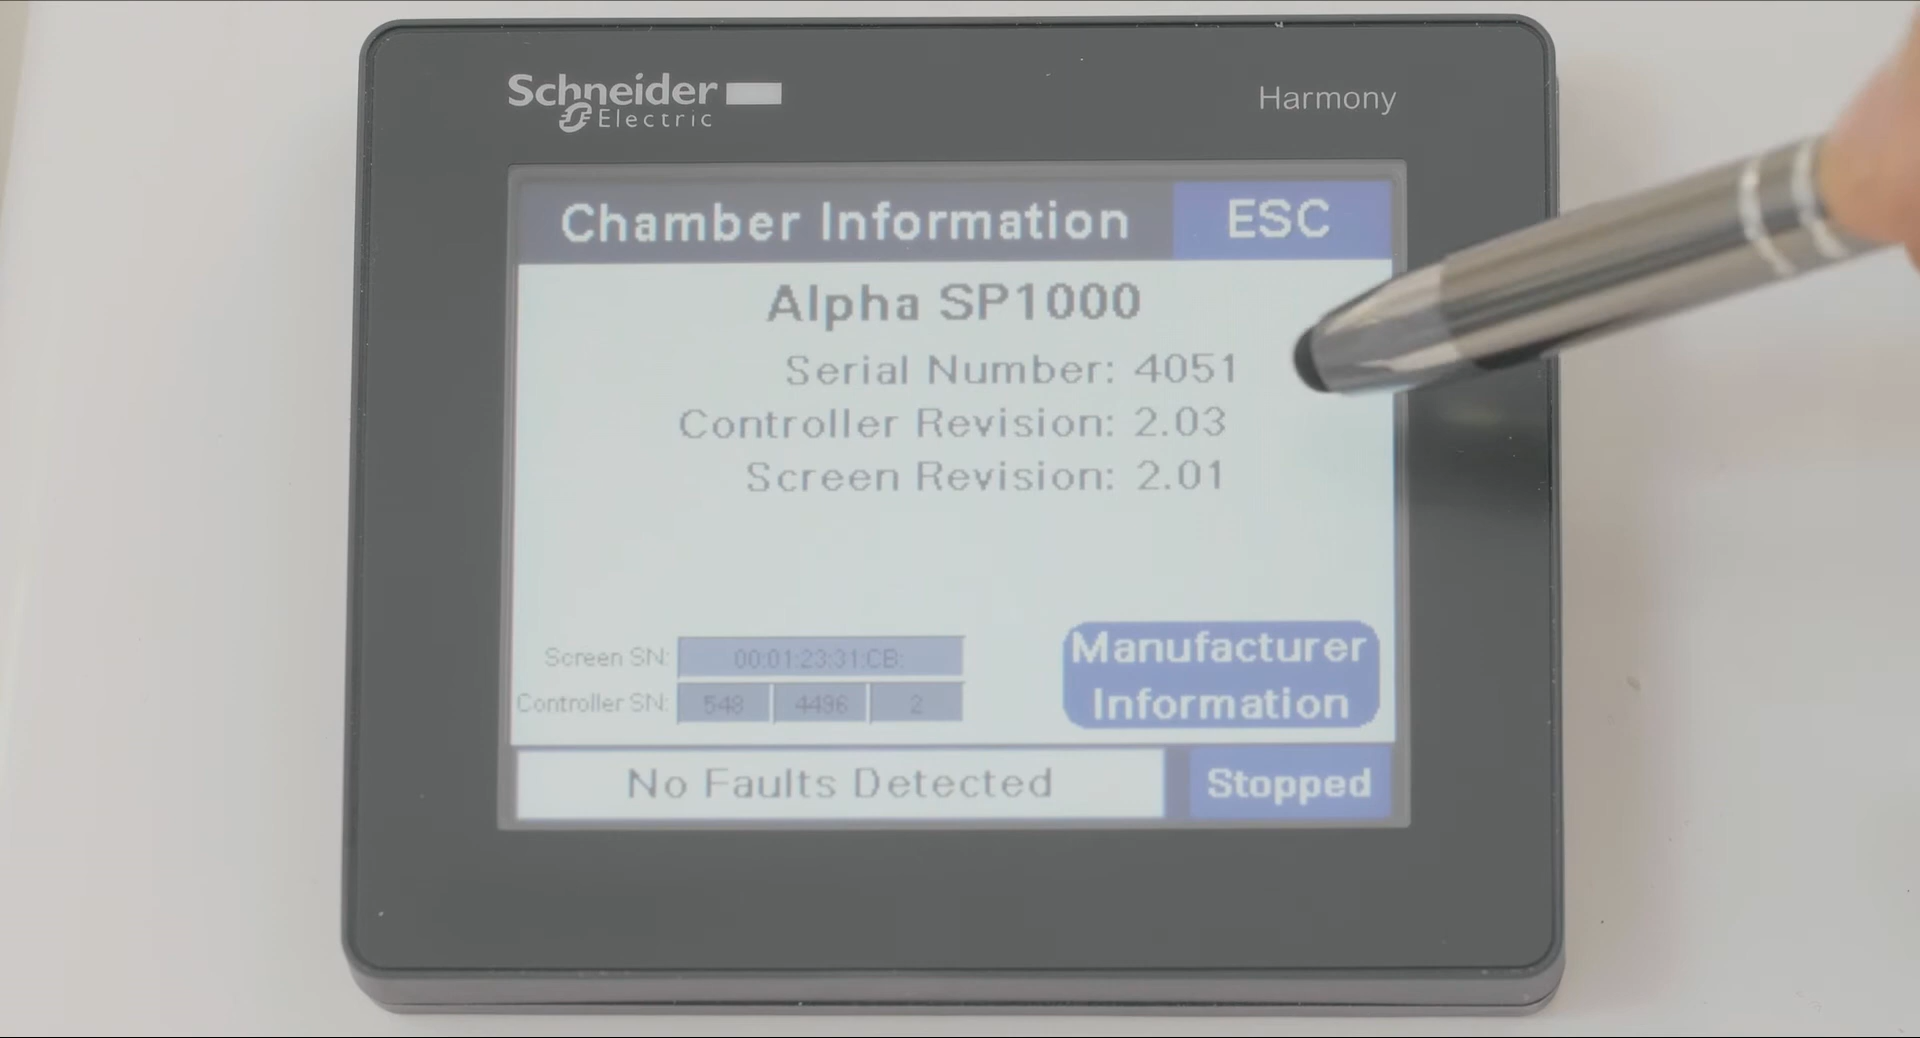 Schneider
Electric
Harmony
Chamber Information
ESC
Alpha SP1000
Serial Number: 4051
Controller Revision: 2.03
Screen Revision: 2.01
Screen SN: 00:01:23:31:CB:
Controller SN: 548 4496 2
Manufacturer
Information
No Faults Detected
Stopped